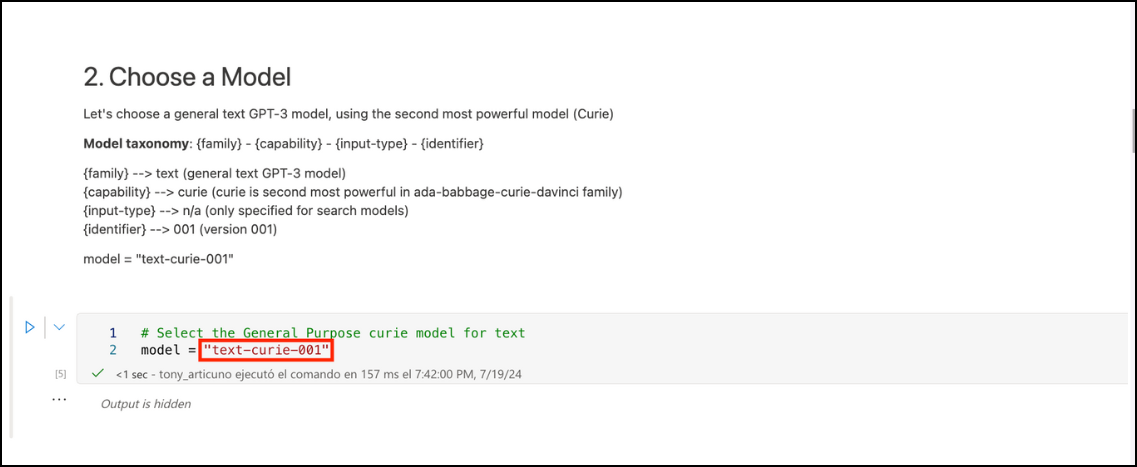 2. Choose a Model
Let's choose a general text GPT-3 model, using the second most powerful model (Curie)
Model taxonomy: {family} - {capability} - {input-type} - {identifier}
{family} --> text (general text GPT-3 model)
{capability} --> curie (curie is second most powerful in ada-babbage-curie-davinci family)
{input-type} --> n/a (only specified for search models)
{identifier} --> 001 (version 001)
model = "text-curie-001"
1 # Select the General Purpose curie model for text
2 model = "text-curie-001"
[5] <1 sec - tony_articuno ejecutó el comando en 157 ms el 7:42:00 PM, 7/19/24
... Output is hidden